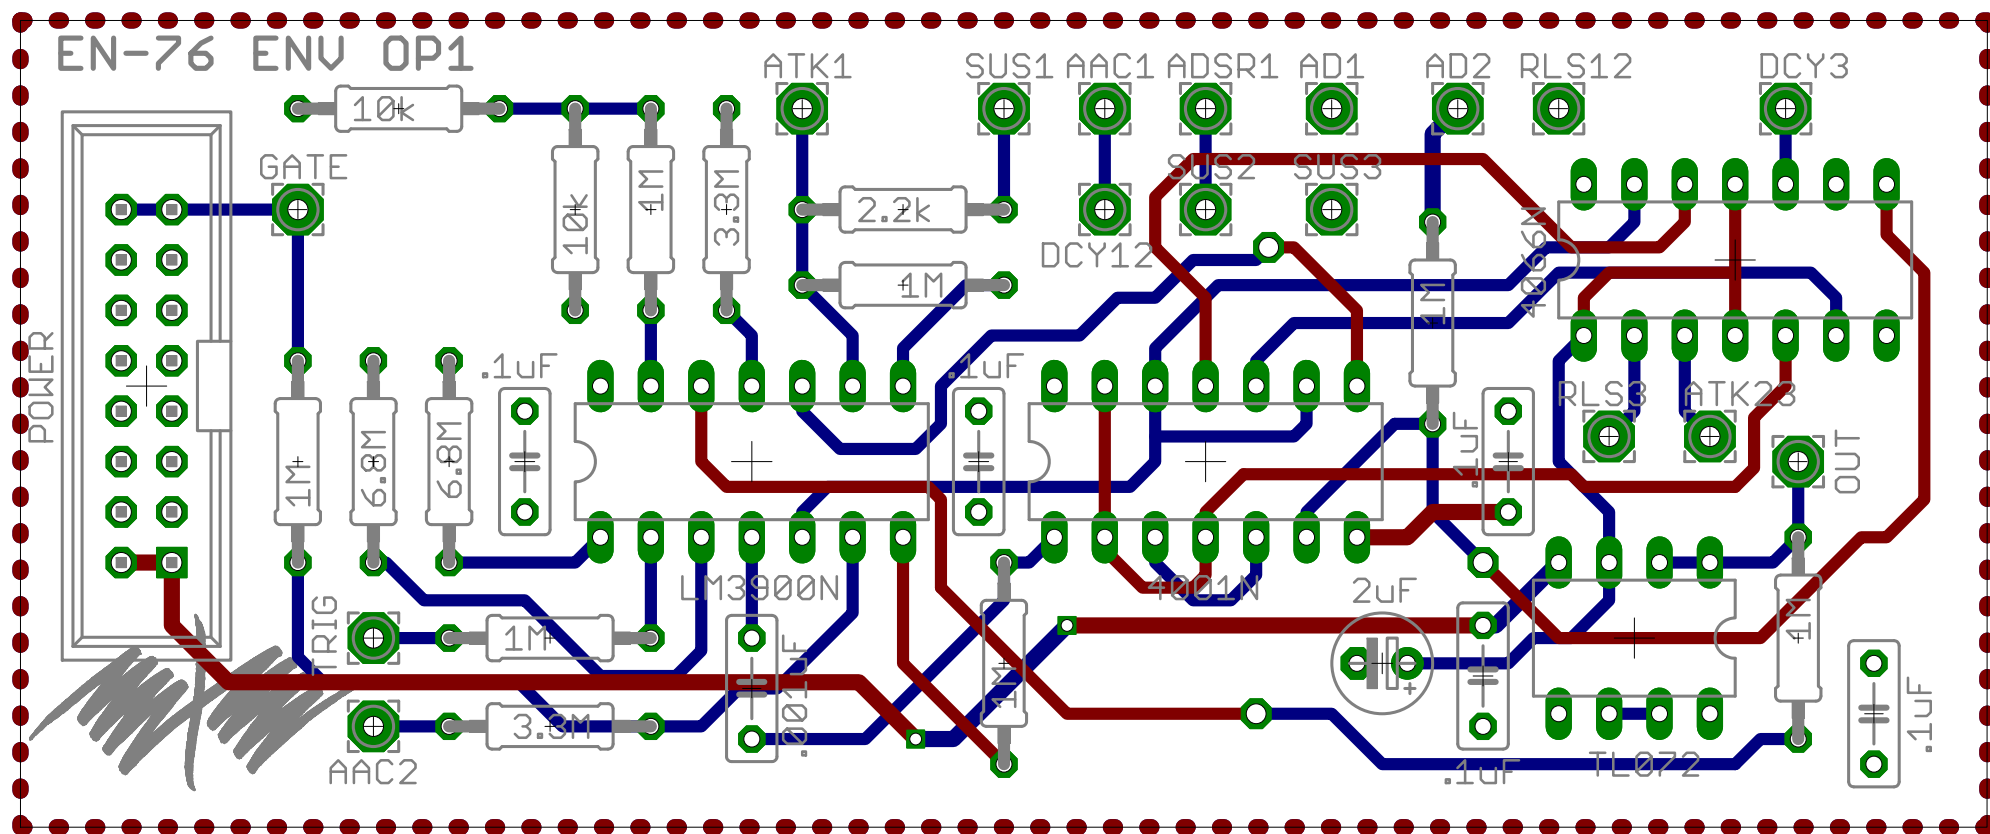 EN-76 ENV OP1
ATK1
SUS1
AAC1
ADSR1
AD1
AD2
RLS12
DCY3
10k
GATE
SUS2
SUS3
10k
1M
3.3M
2.2k
DCY12
4066N
1M
1M
POWER
.1uF
.1uF
RLS3
ATK23
.1uF
OUT
1M
6.8M
6.8M
LM3900N
4001N
2uF
TRIG
1M
1M
1M
+
.001uF
3.3M
AAC2
.1uF
TL072
.1uF